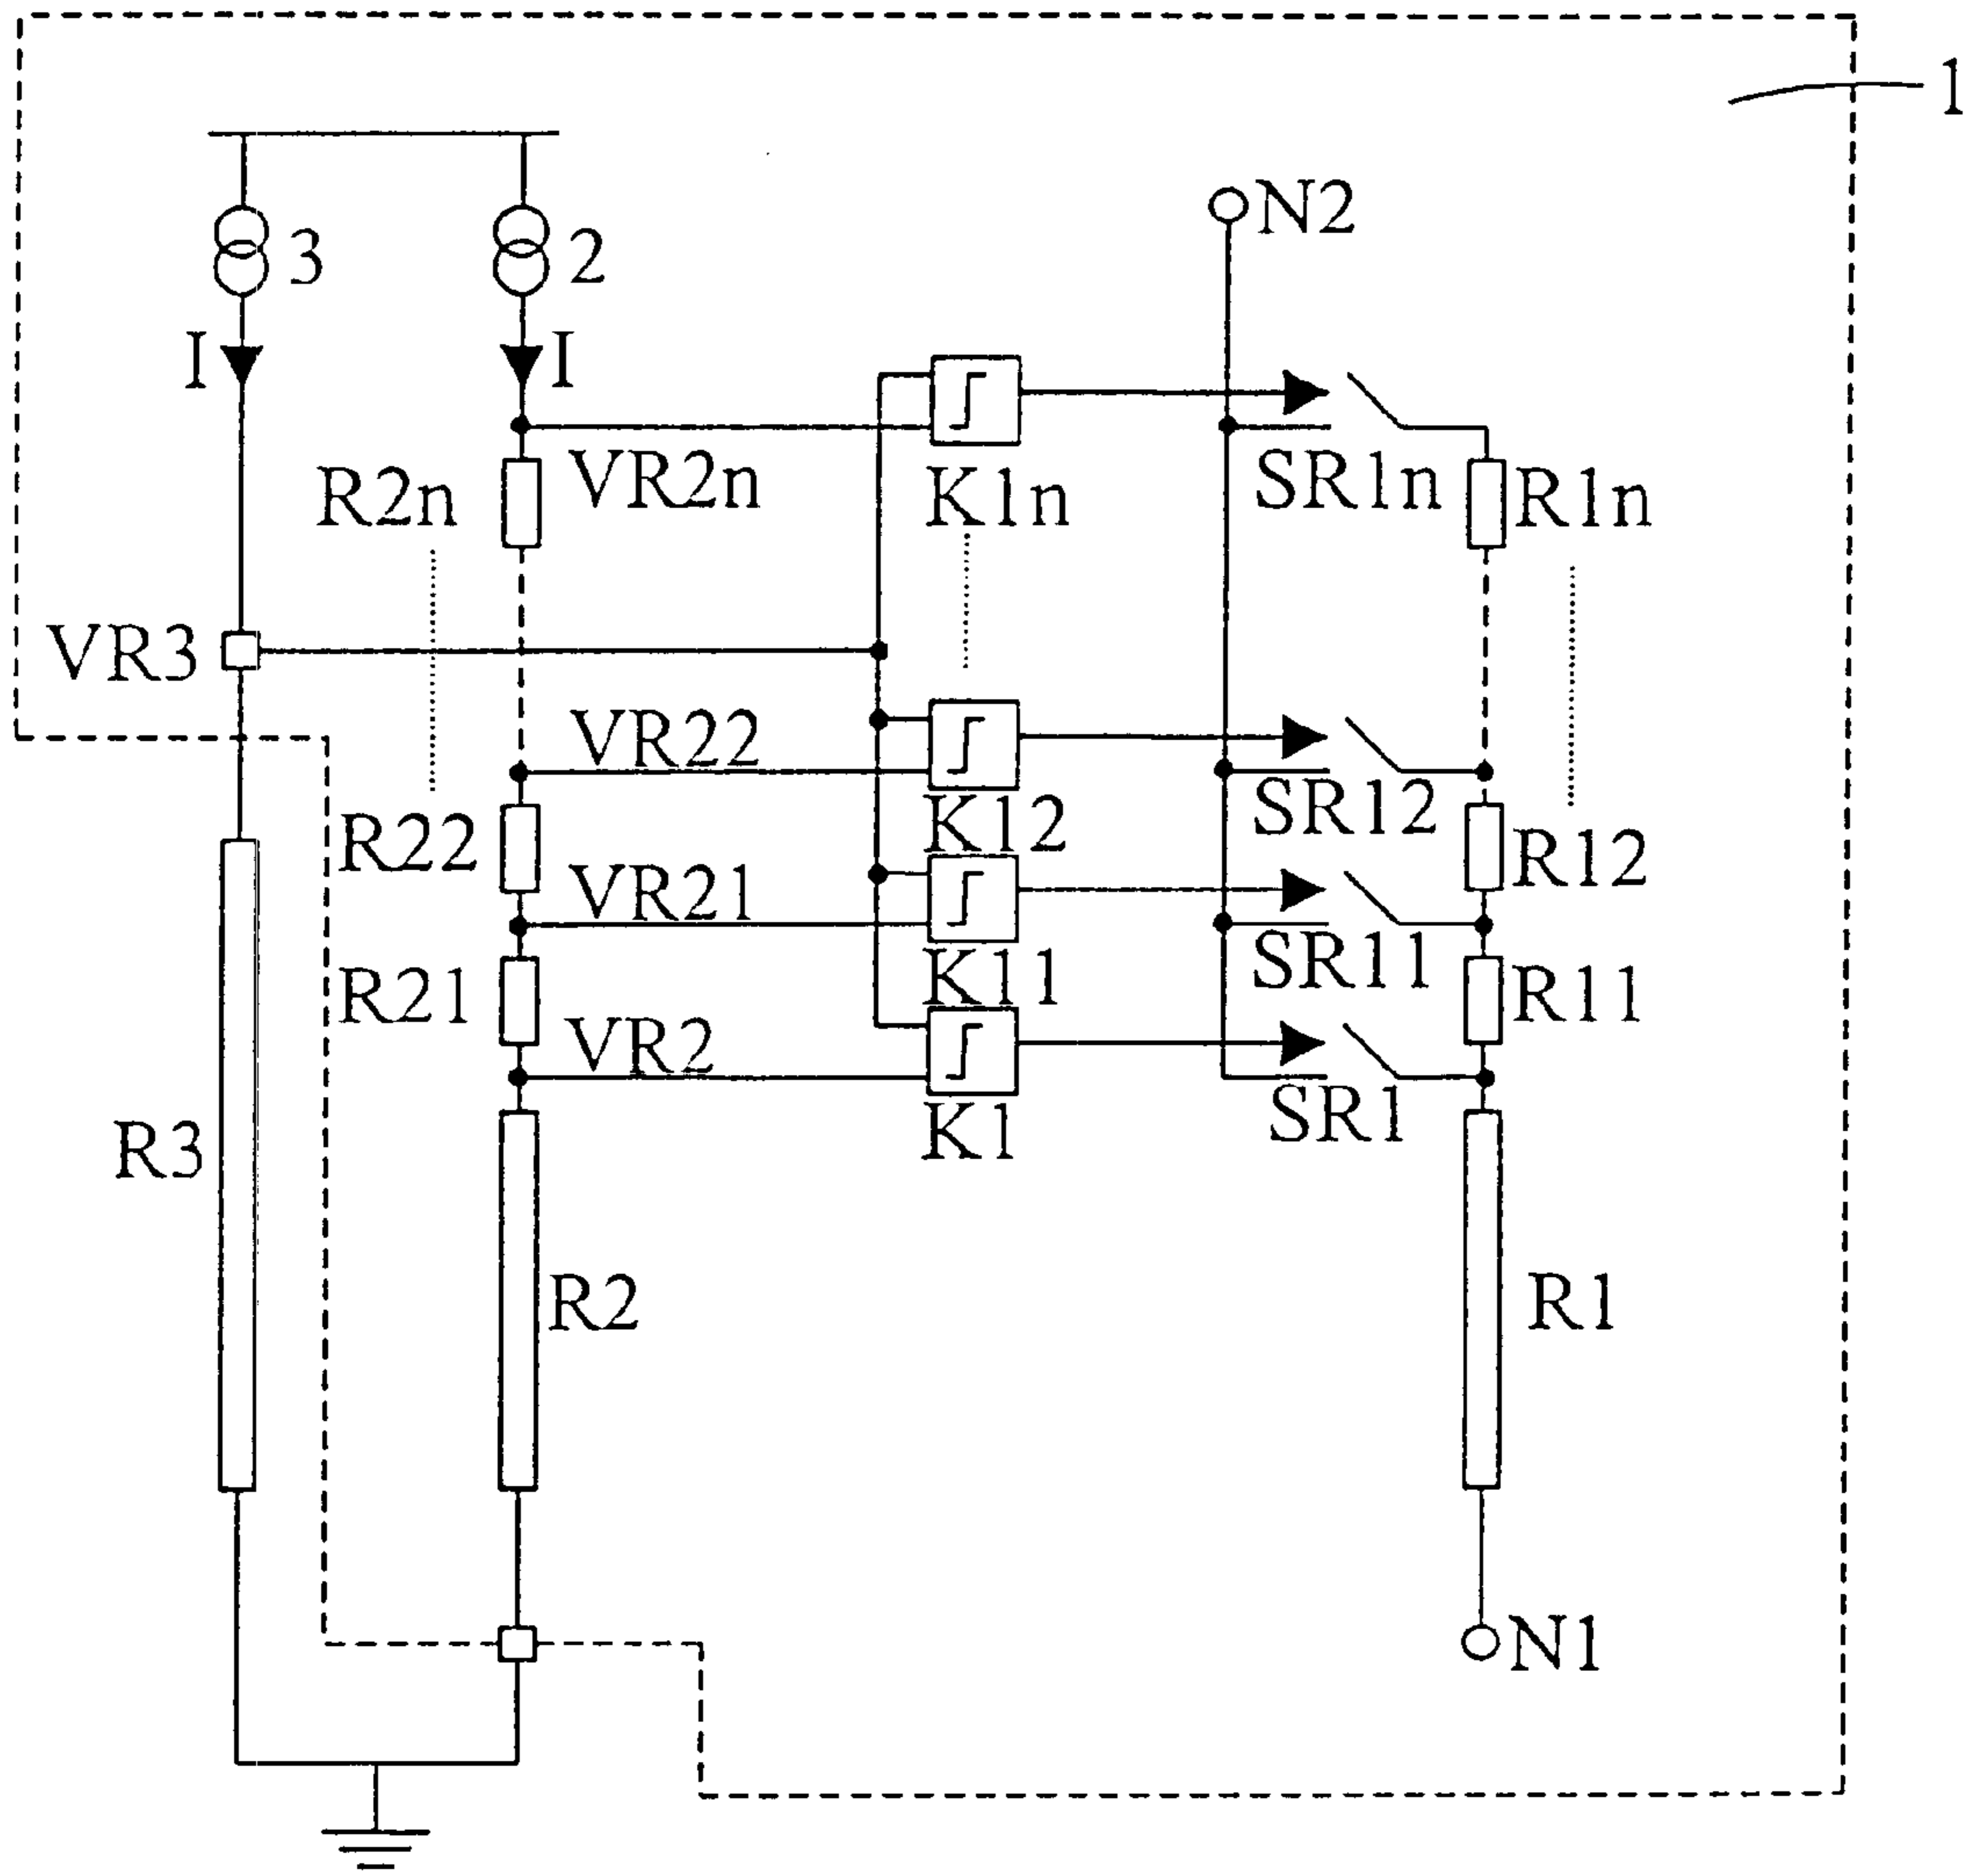 1
N2
3
2
I
I
VR2n
R2n
K1n
SR1n
R1n
VR3
VR22
K12
SR12
R22
R12
VR21
K11
SR11
R21
R11
VR2
K1
SR1
R3
R2
R1
N1